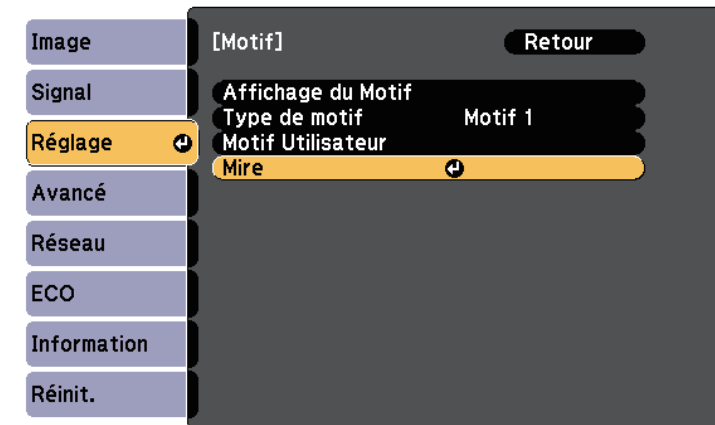 Image
Signal
Réglage
Avancé
Réseau
ECO
Information
Réinit.
[Motif] Retour
Affichage du Motif
Type de motif Motif 1
Motif Utilisateur
Mire